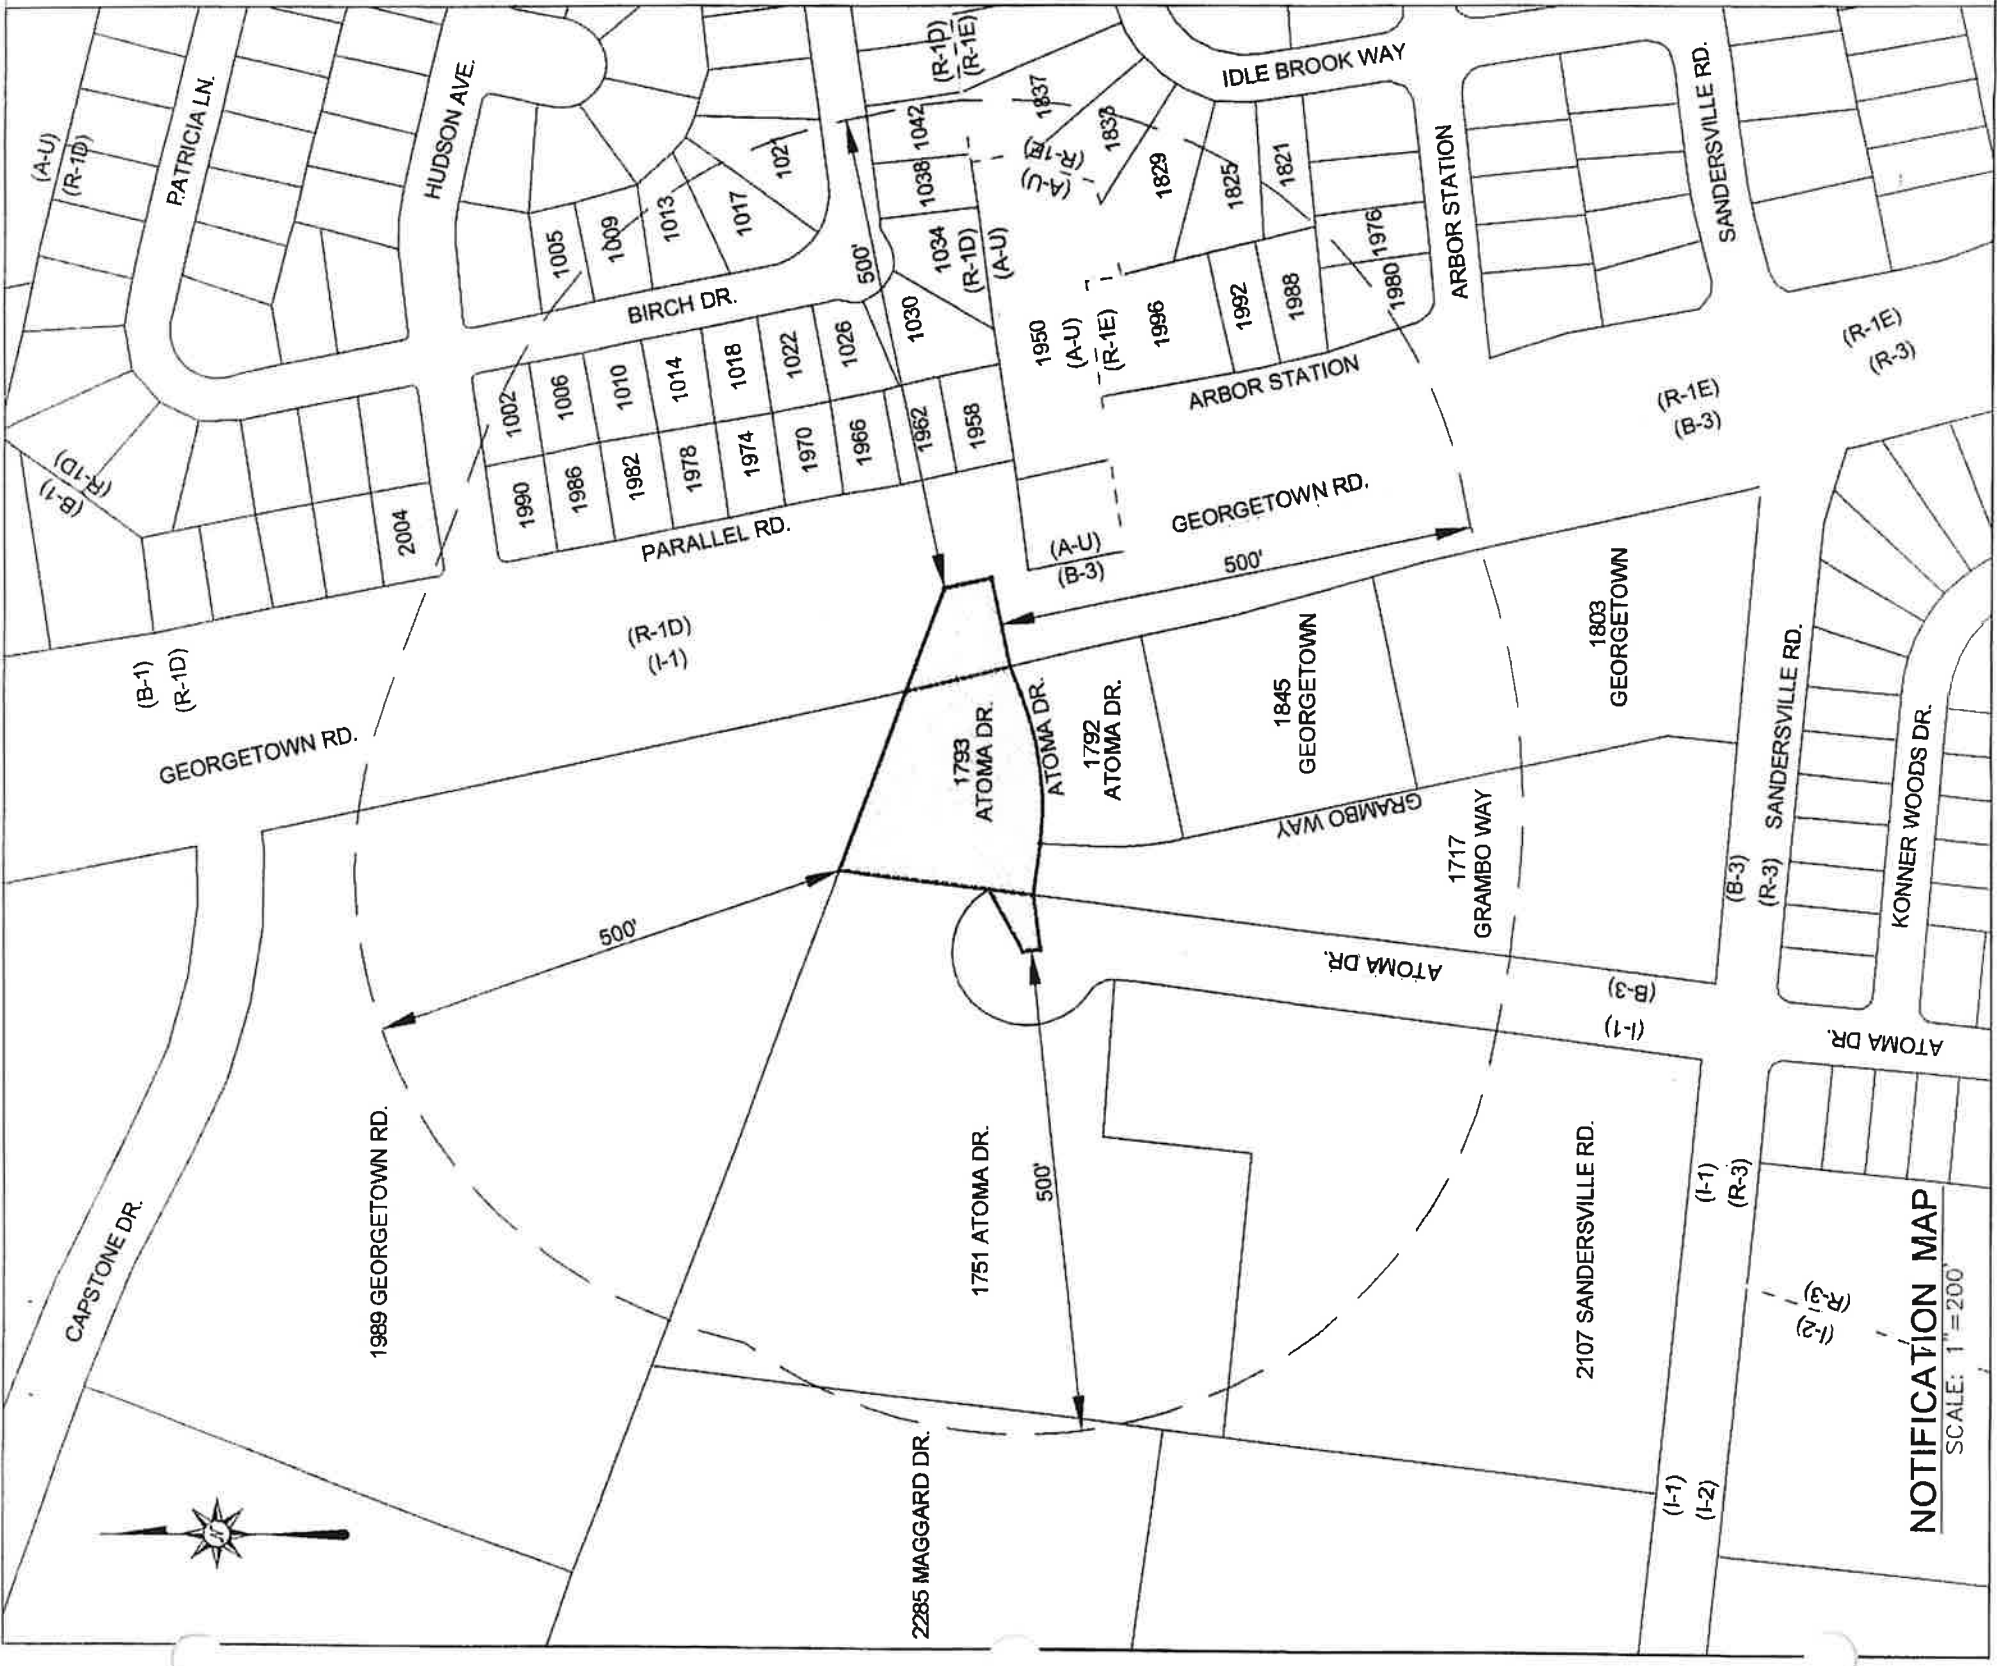 (A-U)
(R-1D)
PATRICIA LN.
HUDSON AVE.
(R-1D)
(R-1E)
IDLE BROOK WAY
SANDERSVILLE RD.
(B-1)
(R-1D)
1005
1009
1013
1017
1021
1042
1038
1034
(R-1D)
(A-U)
1837
1833
(R-1E)
(A-U)
1829
1825
1821
ARBOR STATION
BIRCH DR.
500'
1030
1950
(A-U)
(R-1E)
1996
1992
1988
1976
1980
1002
1006
1010
1014
1018
1022
1026
1990
1986
1982
1978
1974
1970
1966
1962
1958
2004
PARALLEL RD.
ARBOR STATION
(R-1E)
(R-3)
(R-1E)
(B-3)
GEORGETOWN RD.
(A-U)
(B-3)
500'
(B-1)
(R-1D)
(R-1D)
(I-1)
GEORGETOWN RD.
1793
ATOMA DR.
ATOMA DR.
1792
ATOMA DR.
1845
GEORGETOWN
1803
GEORGETOWN
SANDERSVILLE RD.
KONNER WOODS DR.
GRAMBO WAY
1717
GRAMBO WAY
(B-3)
(R-3)
500'
ATOMA DR.
(B-3)
(I-1)
ATOMA DR.
CAPSTONE DR.
1989 GEORGETOWN RD.
1751 ATOMA DR.
500'
2107 SANDERSVILLE RD.
(I-1)
(R-3)
(I-2)
(R-3)
2285 MAGGARD DR.
(I-1)
(I-2)
N
NOTIFICATION MAP
SCALE: 1"=200'